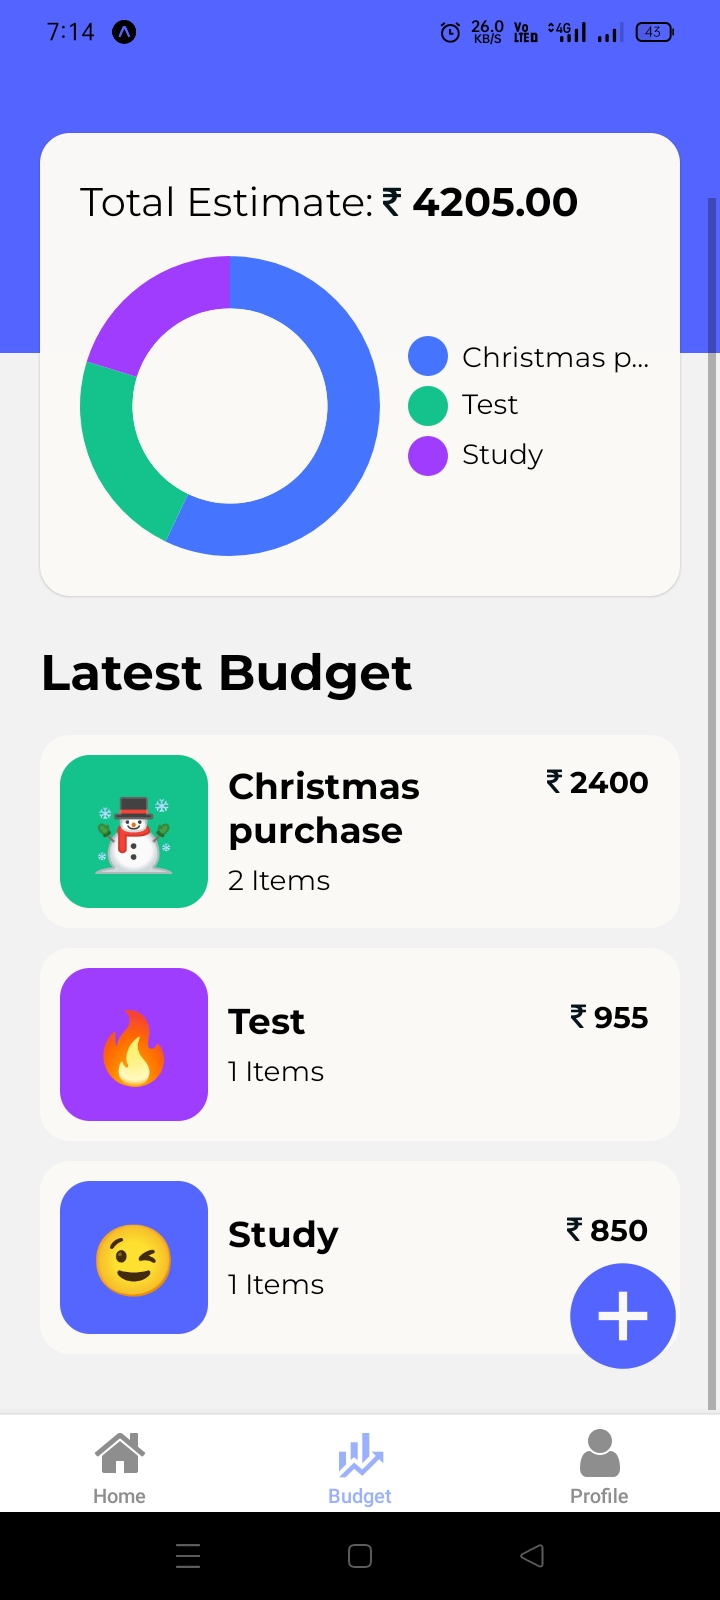 7:14 26.0 KB/S Vo LTED 4G 43
Total Estimate: ₹ 4205.00
Christmas p...
Test
Study
Latest Budget
Christmas purchase ₹ 2400
2 Items
Test ₹ 955
1 Items
Study ₹ 850
1 Items
Home Budget Profile